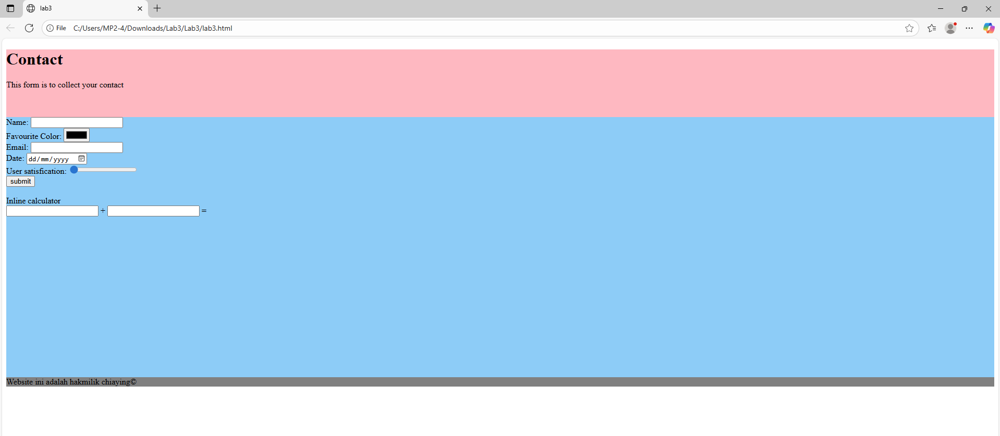 lab3
File C:/Users/MP2-4/Downloads/Lab3/Lab3/lab3.html
Contact
This form is to collect your contact
Name:
Favourite Color:
Email:
Date: dd/mm/yyyy
User satisfication:
submit
Inline calculator
+ =
Website ini adalah hakmilik chiaying©